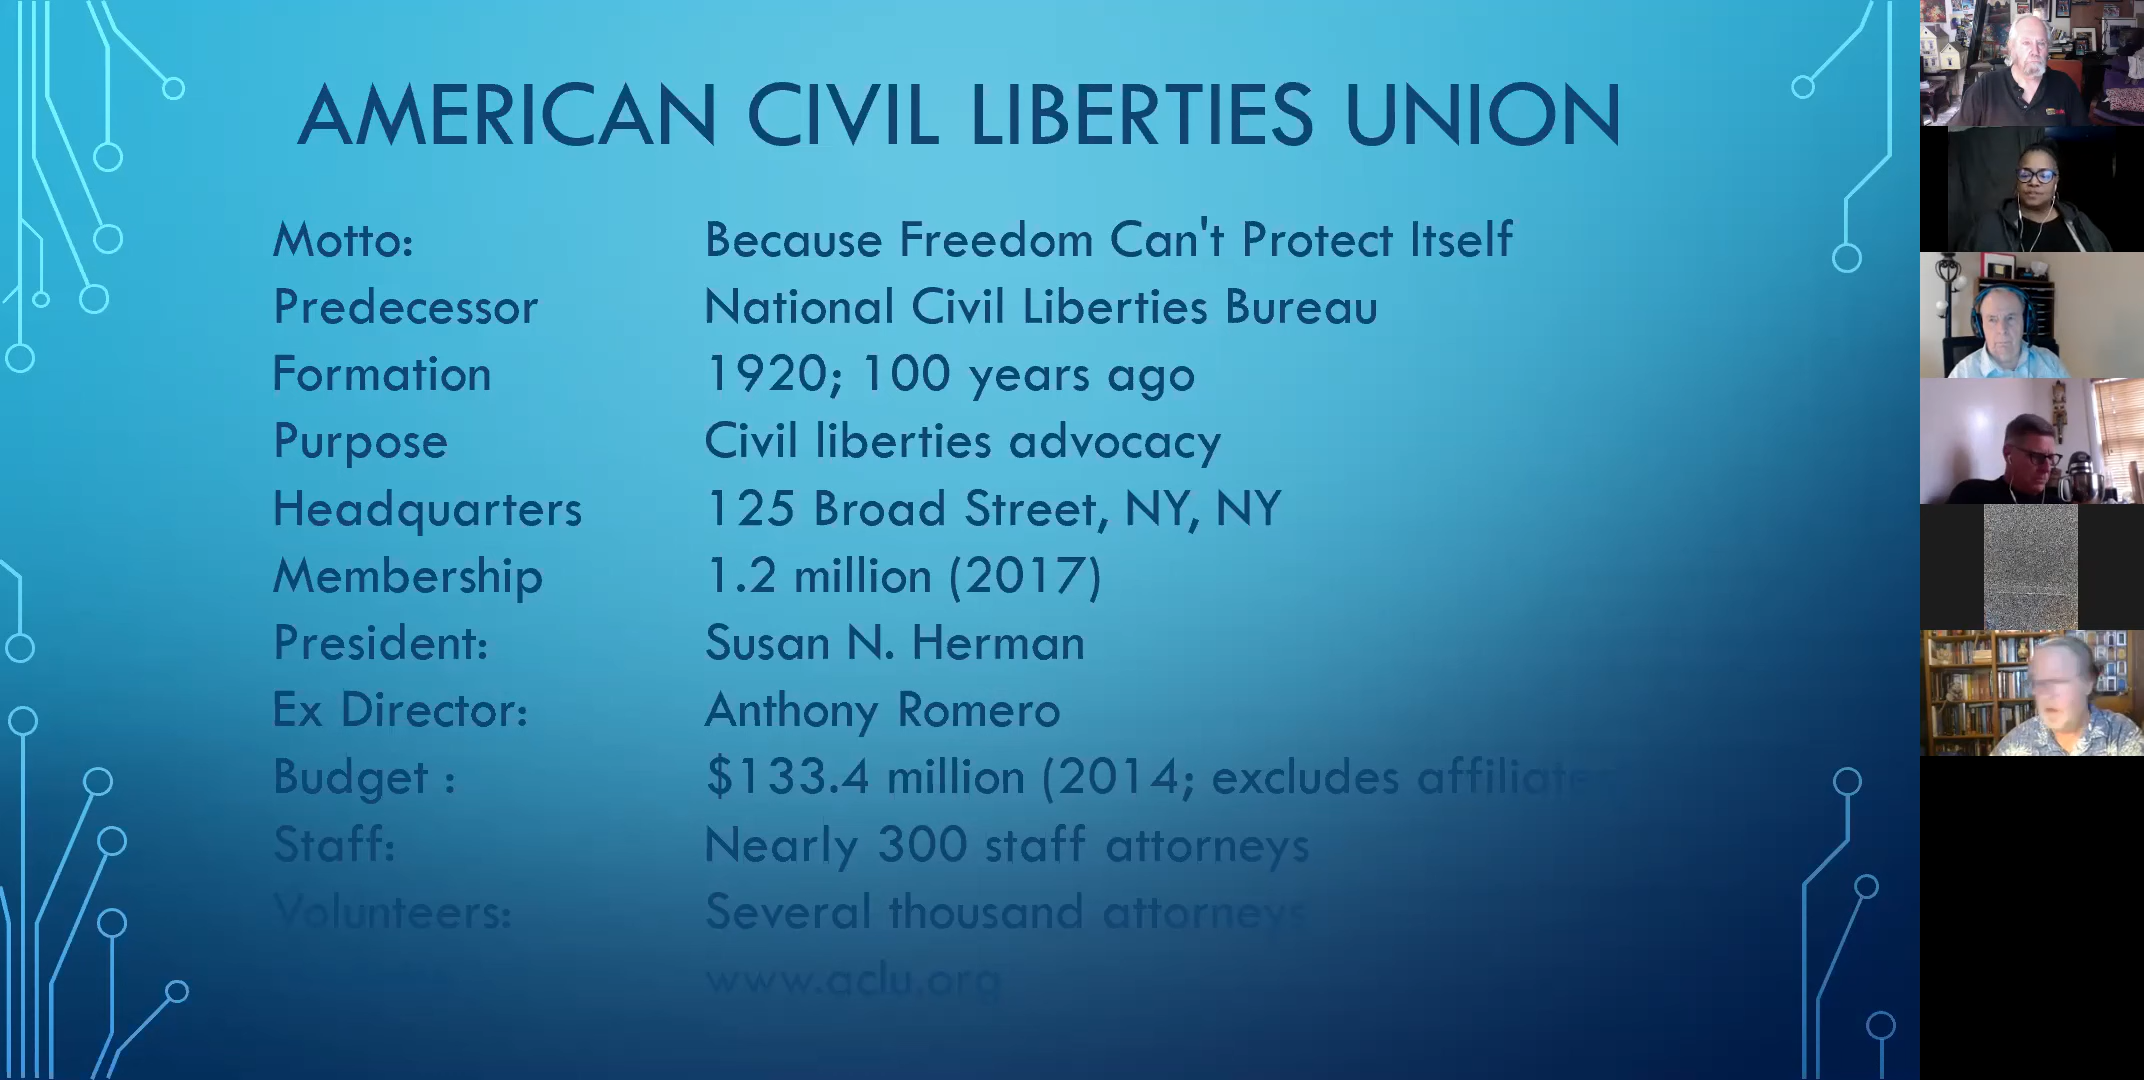 AMERICAN CIVIL LIBERTIES UNION
Motto: Because Freedom Can't Protect Itself
Predecessor National Civil Liberties Bureau
Formation 1920; 100 years ago
Purpose Civil liberties advocacy
Headquarters 125 Broad Street, NY, NY
Membership 1.2 million (2017)
President: Susan N. Herman
Ex Director: Anthony Romero
Budget : $133.4 million (2014; excludes affiliates
Staff: Nearly 300 staff attorneys
Volunteers: Several thousand attorneys
www.aclu.org